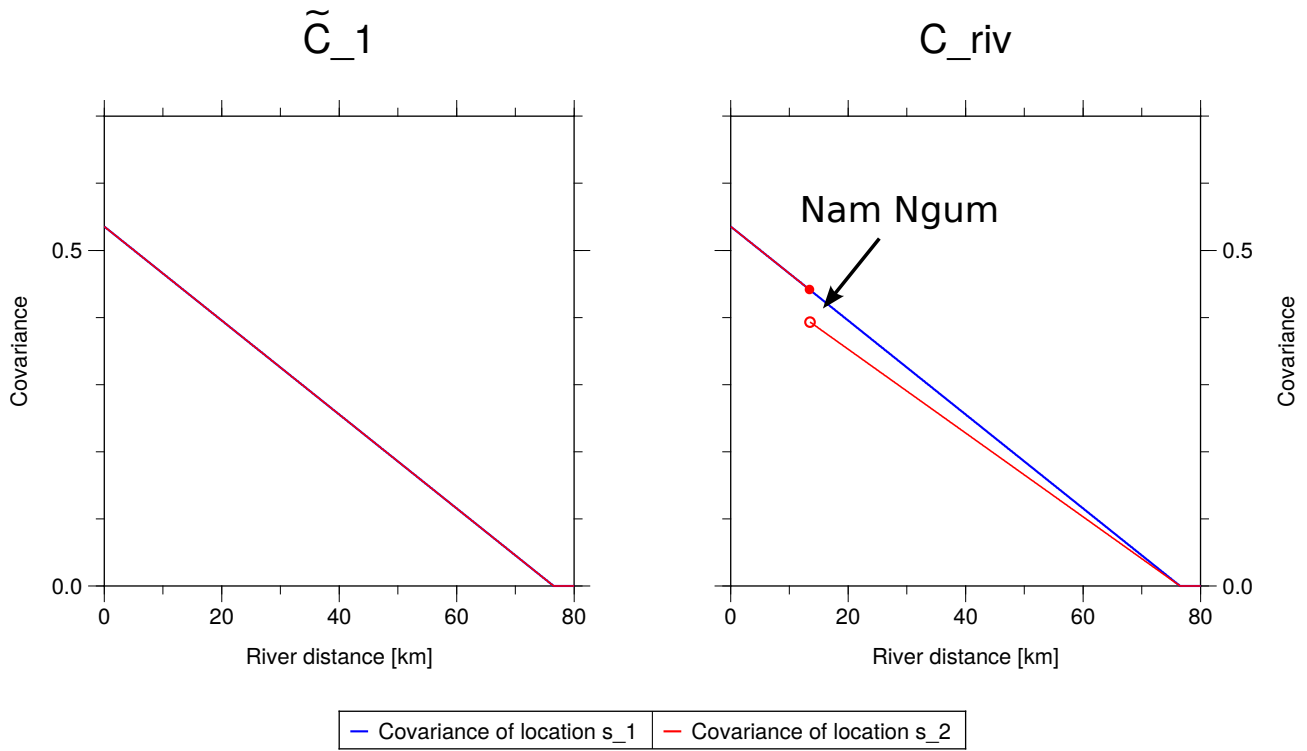 C̃_1
C_riv
Nam Ngum
0.5
0.0
0.5
0.0
0 20 40 60 80
0 20 40 60 80
Covariance
Covariance
River distance [km]
River distance [km]
Covariance of location s_1
Covariance of location s_2